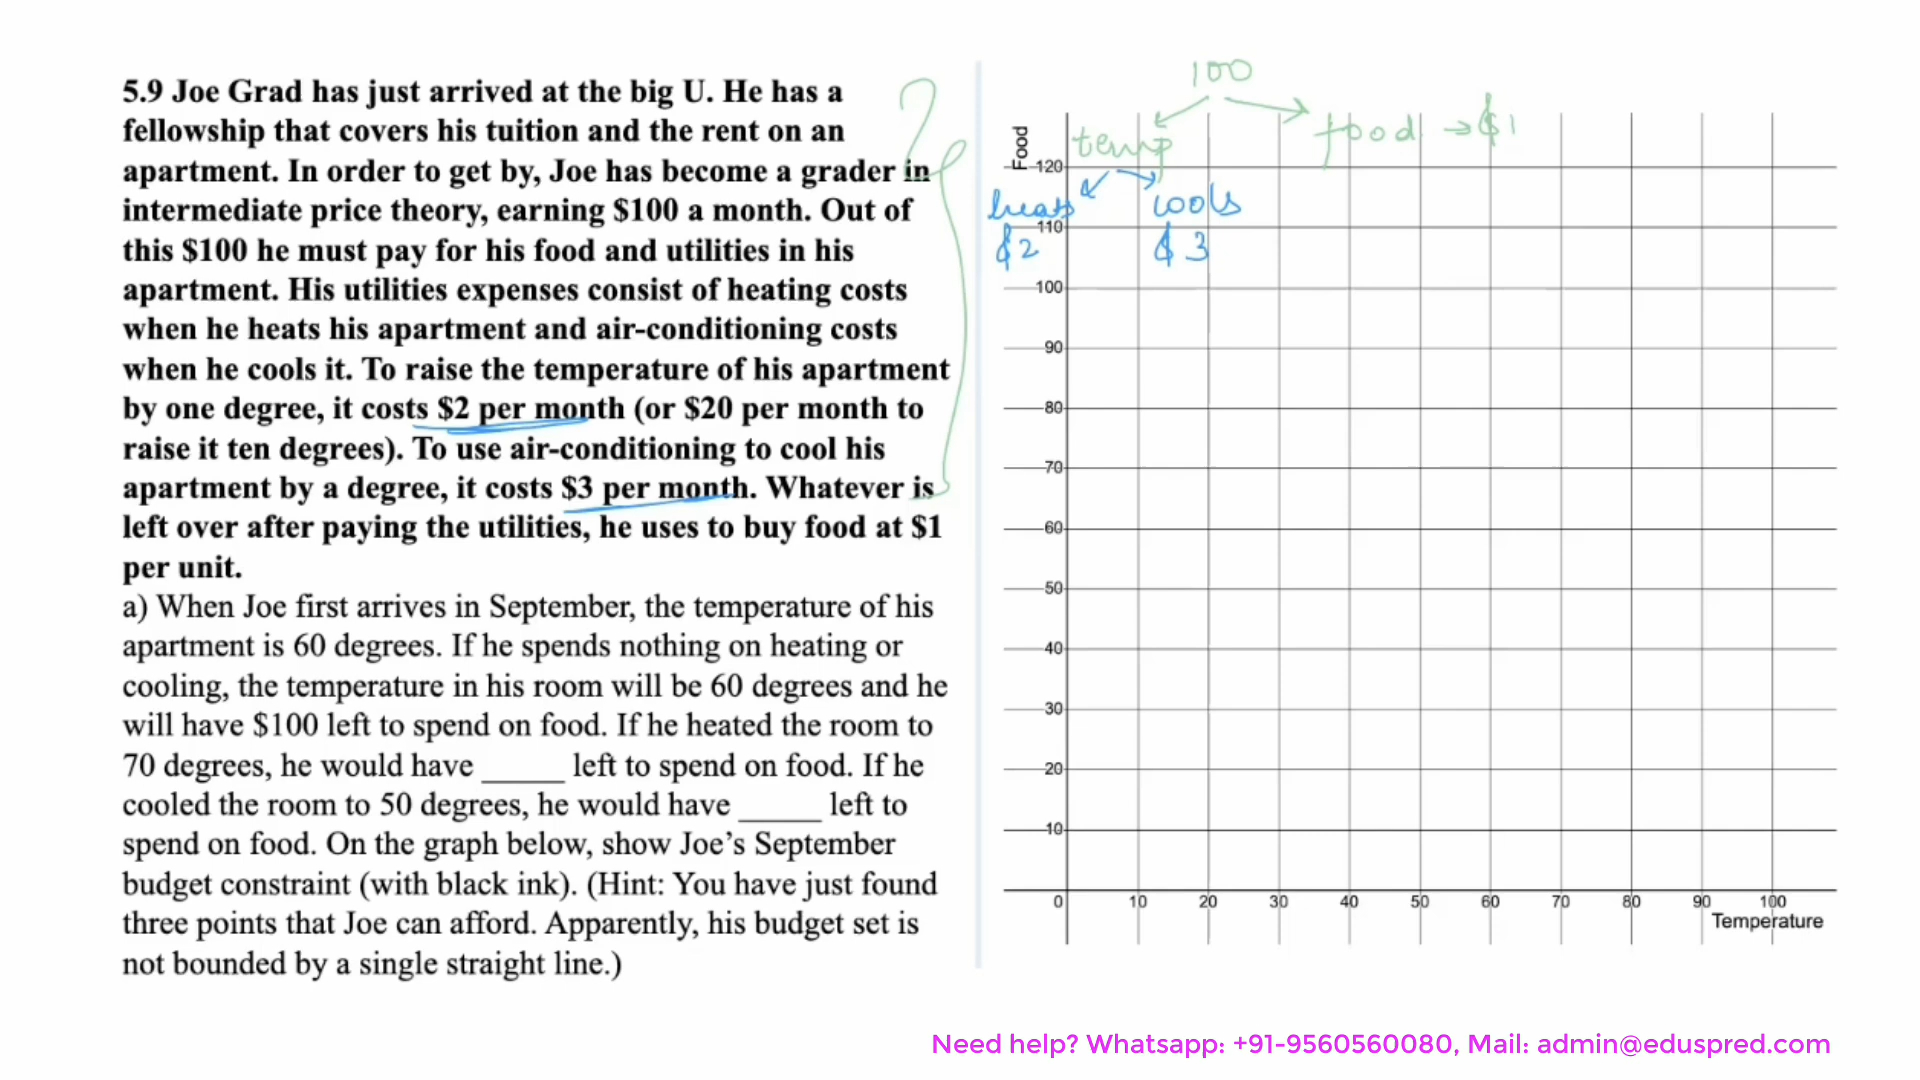 5.9 Joe Grad has just arrived at the big U. He has a
fellowship that covers his tuition and the rent on an
apartment. In order to get by, Joe has become a grader in
intermediate price theory, earning $100 a month. Out of
this $100 he must pay for his food and utilities in his
apartment. His utilities expenses consist of heating costs
when he heats his apartment and air-conditioning costs
when he cools it. To raise the temperature of his apartment
by one degree, it costs $2 per month (or $20 per month to
raise it ten degrees). To use air-conditioning to cool his
apartment by a degree, it costs $3 per month. Whatever is
left over after paying the utilities, he uses to buy food at $1
per unit.
a) When Joe first arrives in September, the temperature of his
apartment is 60 degrees. If he spends nothing on heating or
cooling, the temperature in his room will be 60 degrees and he
will have $100 left to spend on food. If he heated the room to
70 degrees, he would have _____ left to spend on food. If he
cooled the room to 50 degrees, he would have _____ left to
spend on food. On the graph below, show Joe’s September
budget constraint (with black ink). (Hint: You have just found
three points that Joe can afford. Apparently, his budget set is
not bounded by a single straight line.)
100
temp food → $1
heats cools
$2 $3
Food
120
110
100
90
80
70
60
50
40
30
20
10
0 10 20 30 40 50 60 70 80 90 100
Temperature
Need help? Whatsapp: +91-9560560080, Mail: admin@eduspred.com